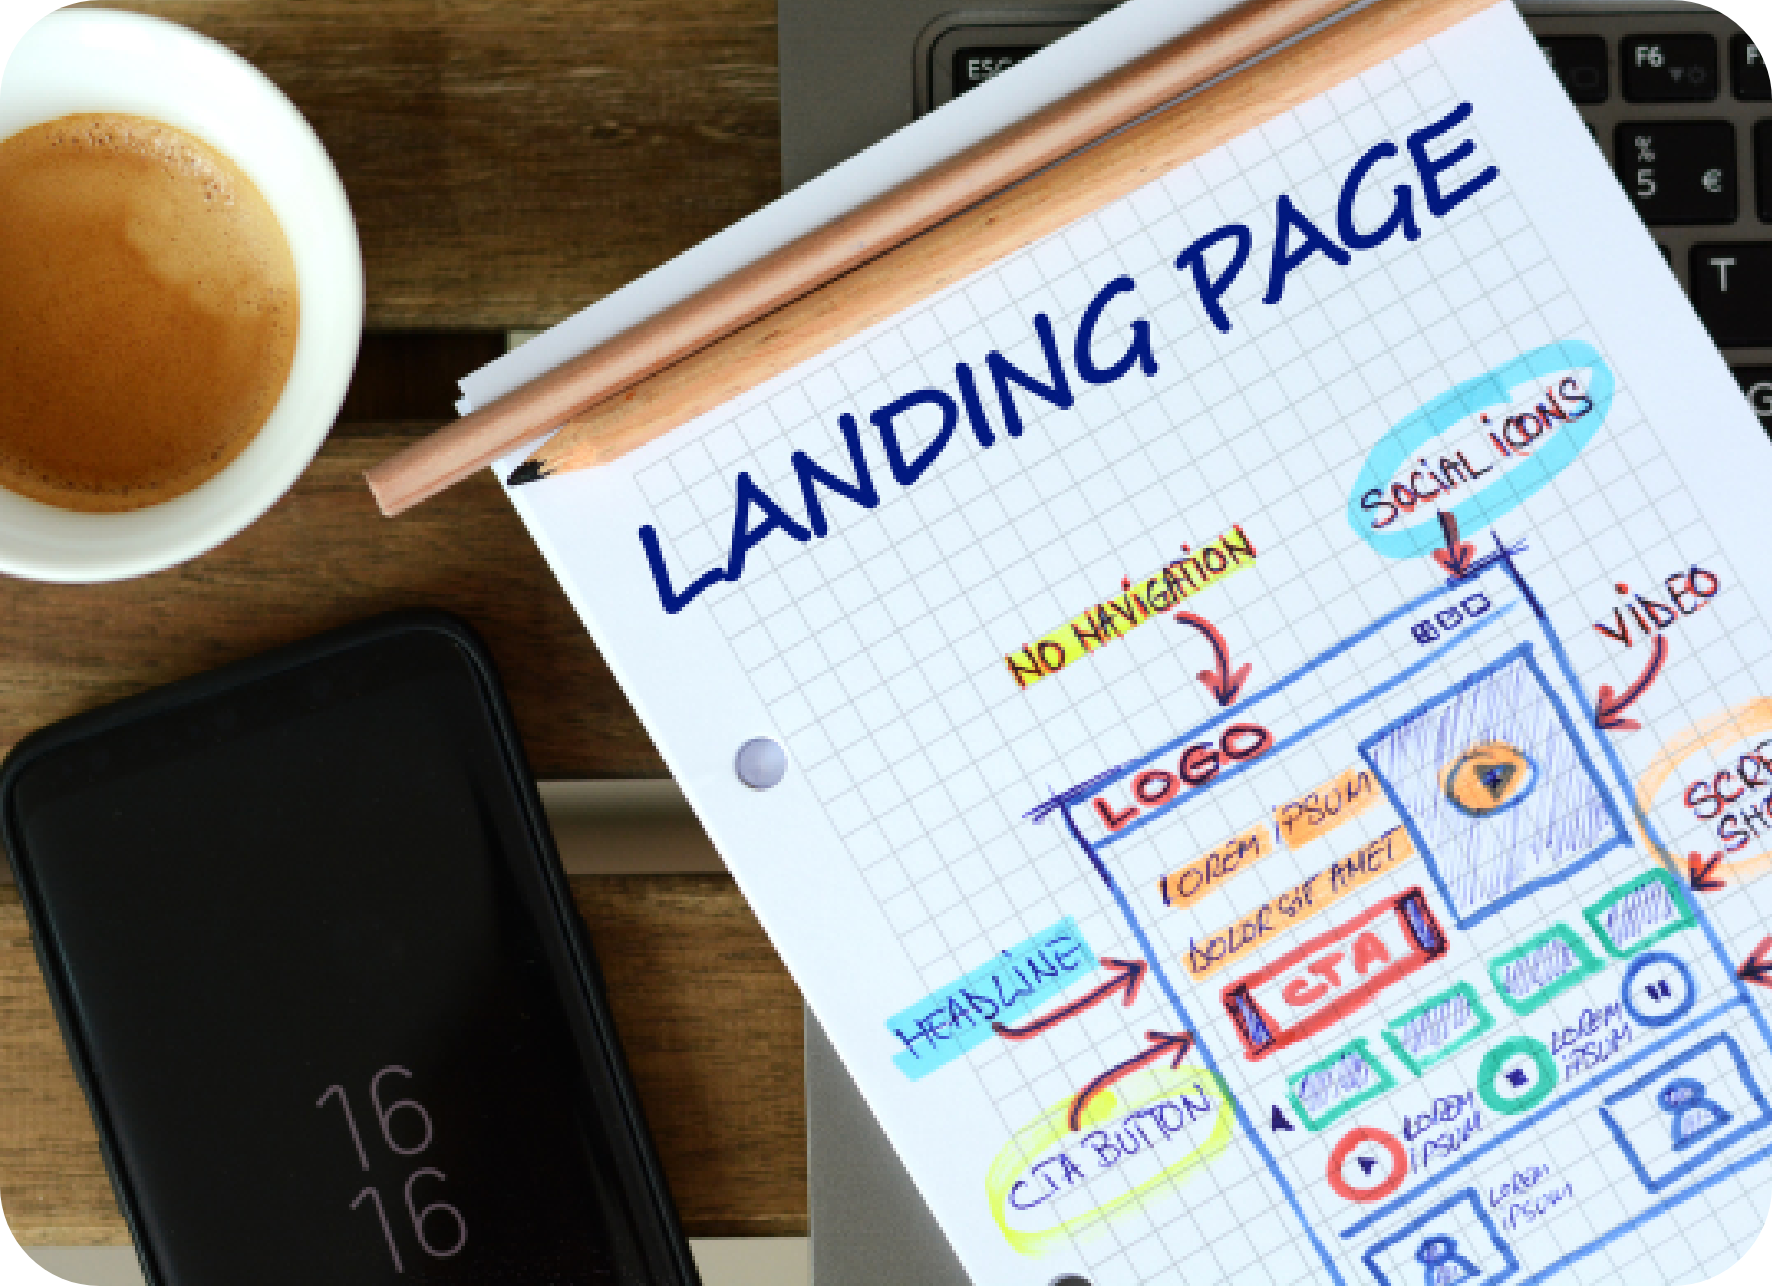 ESC
F6
%
5 €
T
G
LANDING PAGE
SOCIAL ICONS
NO NAVIGATION
VIDEO
LOGO
LOREM IPSUM
DOLOR SIT AMET
HEADLINE
CTA
CTA BUTTON
LOREM
IPSUM
LOREM
IPSUM
LOREM
IPSUM
16
16